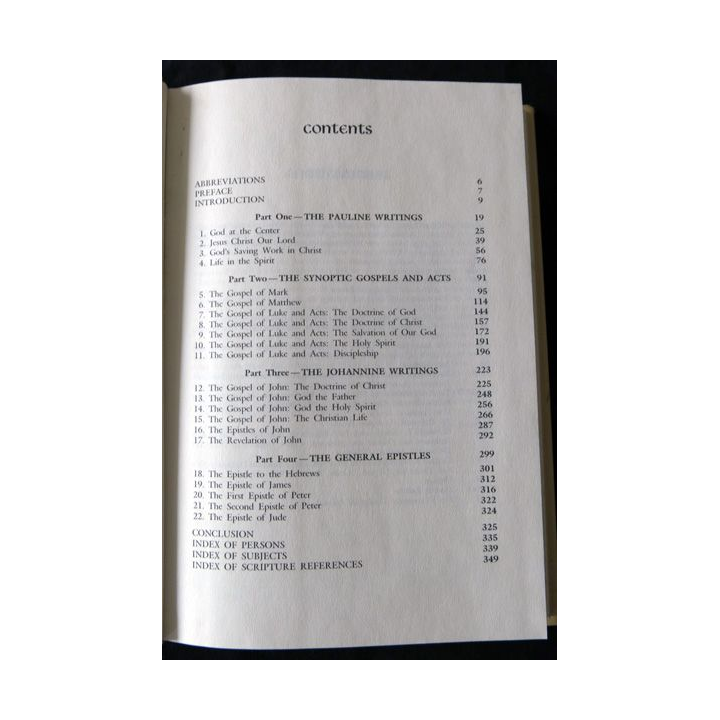 contents
ABBREVIATIONS 6
PREFACE 7
INTRODUCTION 9
Part One—THE PAULINE WRITINGS 19
1. God at the Center 25
2. Jesus Christ Our Lord 39
3. God's Saving Work in Christ 56
4. Life in the Spirit 76
Part Two—THE SYNOPTIC GOSPELS AND ACTS 91
5. The Gospel of Mark 95
6. The Gospel of Matthew 114
7. The Gospel of Luke and Acts: The Doctrine of God 144
8. The Gospel of Luke and Acts: The Doctrine of Christ 157
9. The Gospel of Luke and Acts: The Salvation of Our God 172
10. The Gospel of Luke and Acts: The Holy Spirit 191
11. The Gospel of Luke and Acts: Discipleship 196
Part Three—THE JOHANNINE WRITINGS 223
12. The Gospel of John: The Doctrine of Christ 225
13. The Gospel of John: God the Father 248
14. The Gospel of John: God the Holy Spirit 256
15. The Gospel of John: The Christian Life 266
16. The Epistles of John 287
17. The Revelation of John 292
Part Four—THE GENERAL EPISTLES 299
18. The Epistle to the Hebrews 301
19. The Epistle of James 312
20. The First Epistle of Peter 316
21. The Second Epistle of Peter 322
22. The Epistle of Jude 324
CONCLUSION 325
INDEX OF PERSONS 335
INDEX OF SUBJECTS 339
INDEX OF SCRIPTURE REFERENCES 349